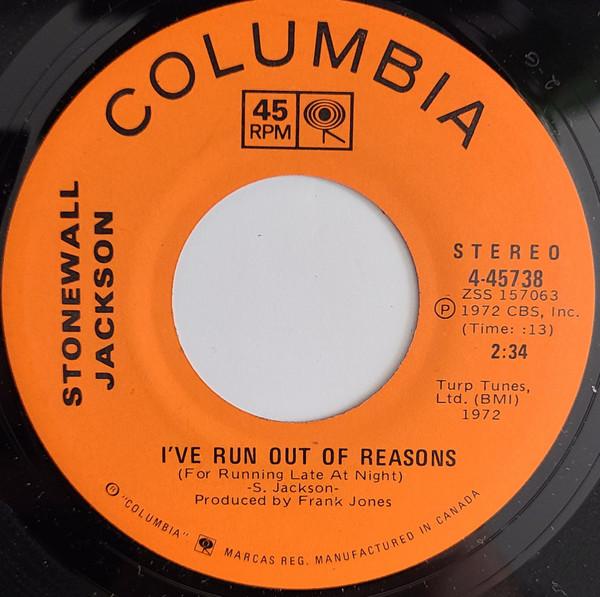 COLUMBIA
45
RPM
STONEWALL
JACKSON
STEREO
4-45738
ZSS 157063
Ⓟ 1972 CBS, Inc.
(Time: :13)
2:34
Turp Tunes,
Ltd. (BMI)
1972
I'VE RUN OUT OF REASONS
(For Running Late At Night)
-S. Jackson-
Produced by Frank Jones
® "COLUMBIA" MARCAS REG. MANUFACTURED IN CANADA